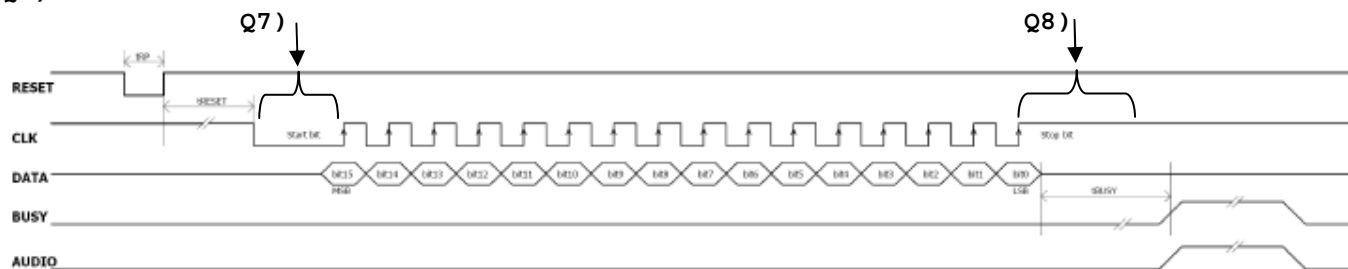 Q7) Q8)
tRP
RESET
tRESET
CLK Start bit Stop bit
DATA bit15 bit14 bit13 bit12 bit11 bit10 bit9 bit8 bit7 bit6 bit5 bit4 bit3 bit2 bit1 bit0
MSB LSB tBUSY
BUSY
AUDIO